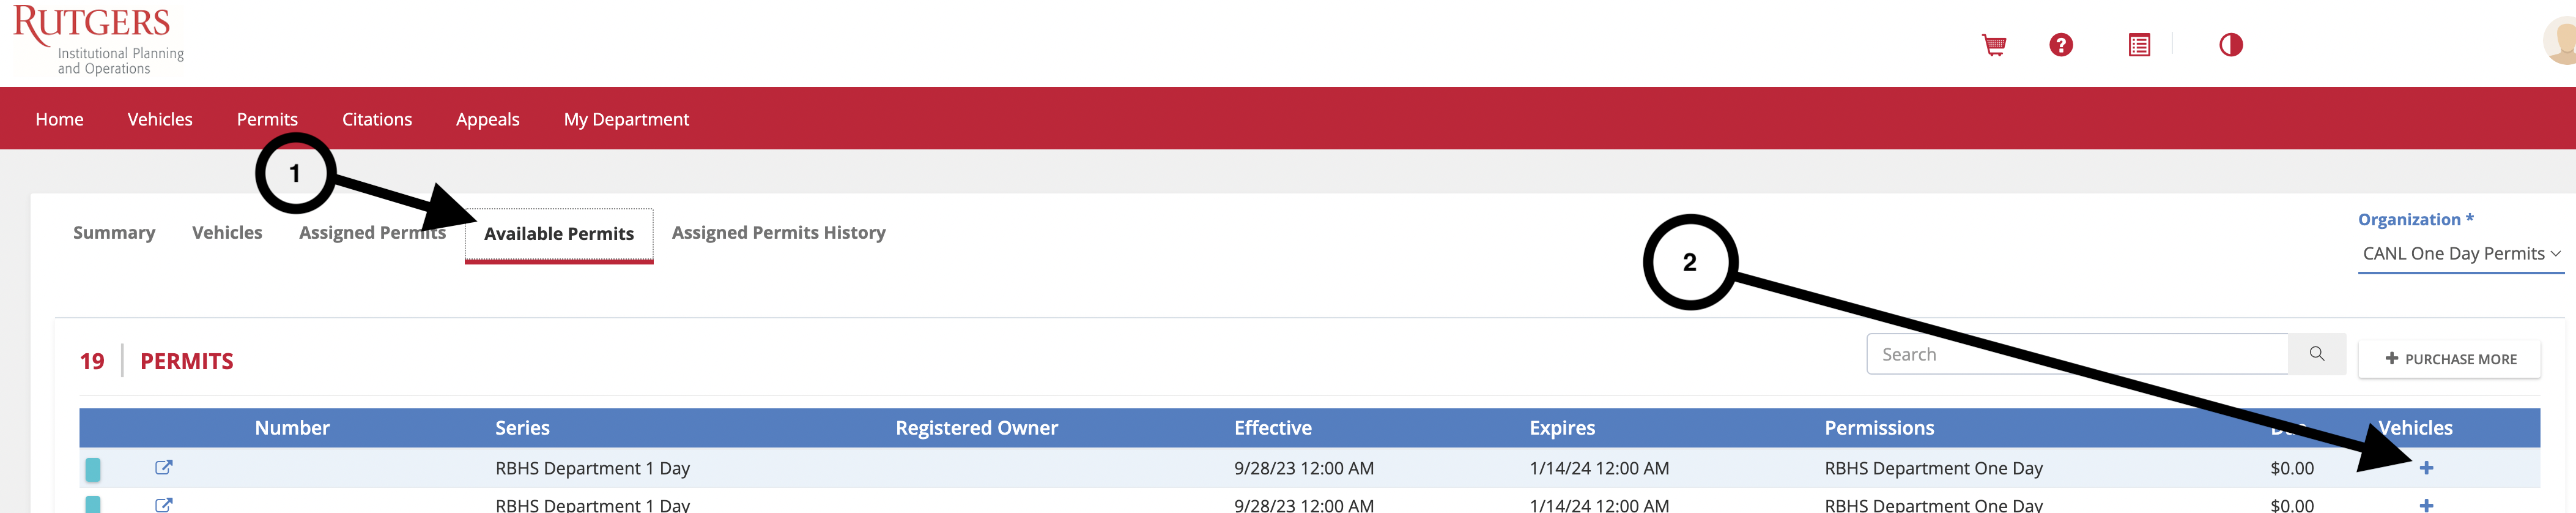 RUTGERS
Institutional Planning
and Operations
Home Vehicles Permits Citations Appeals My Department
1
Summary Vehicles Assigned Permits Available Permits Assigned Permits History
Organization *
CANL One Day Permits
2
19 PERMITS
Search
+ PURCHASE MORE
Number Series Registered Owner Effective Expires Permissions Vehicles
RBHS Department 1 Day 9/28/23 12:00 AM 1/14/24 12:00 AM RBHS Department One Day $0.00 +
RBHS Department 1 Day 9/28/23 12:00 AM 1/14/24 12:00 AM RBHS Department One Day $0.00 +